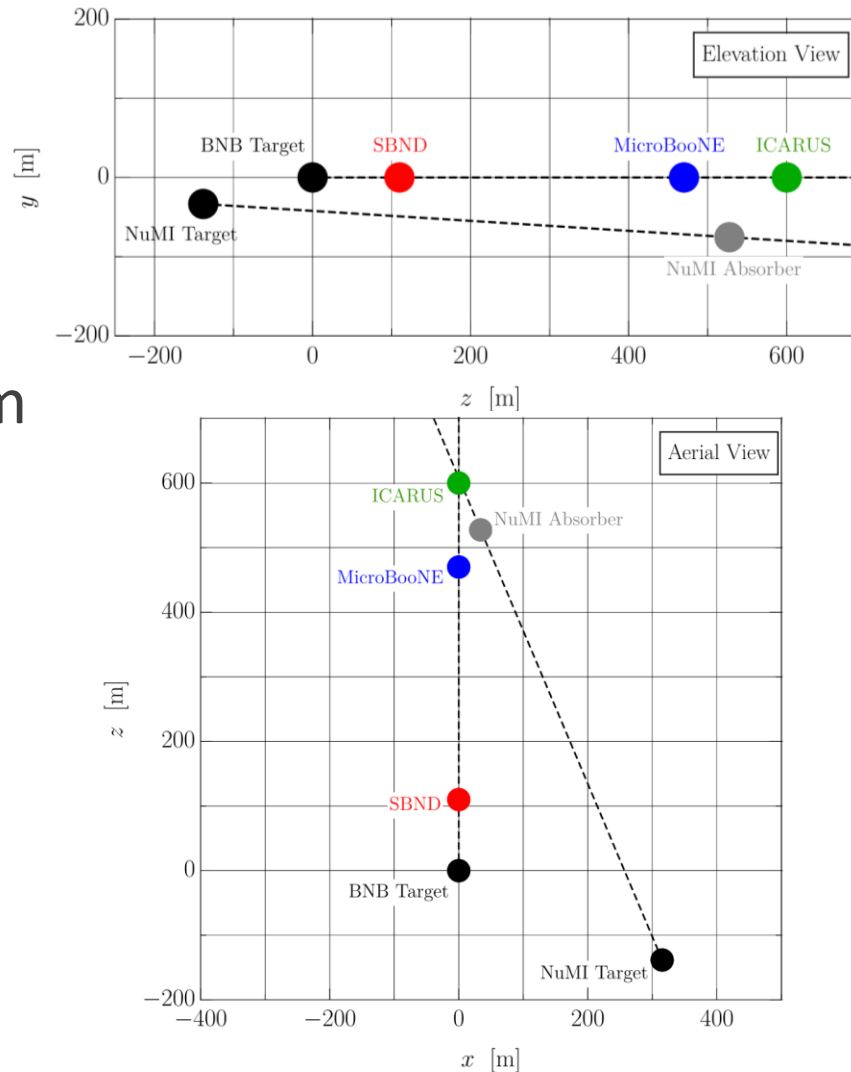 200
0
−200
y [m]
Elevation View
BNB Target
SBND
MicroBooNE
ICARUS
NuMI Target
NuMI Absorber
−200
0
200
400
600
z [m]
m
Aerial View
600
400
200
0
−200
z [m]
ICARUS
NuMI Absorber
MicroBooNE
SBND
BNB Target
NuMI Target
−400
−200
0
200
400
x [m]